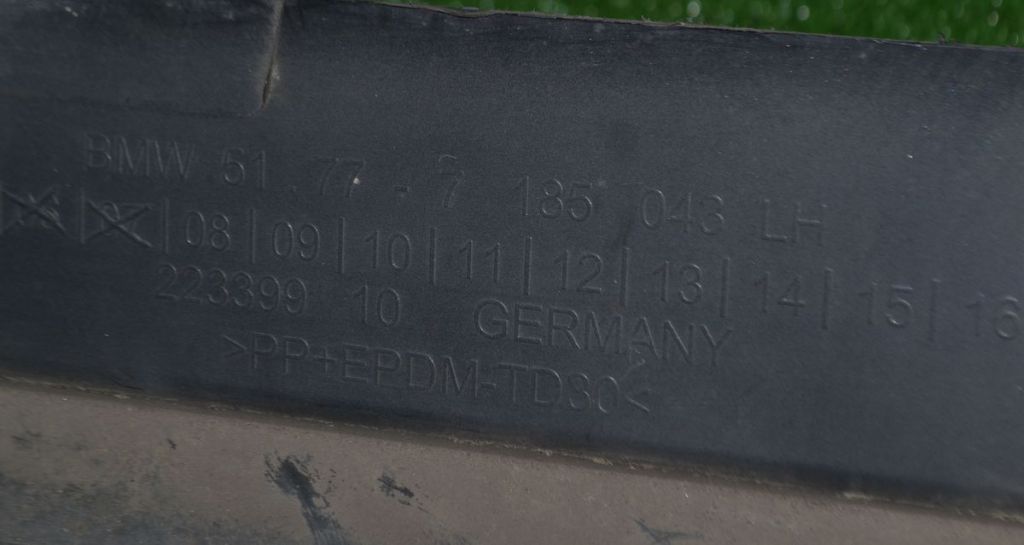 BMW 51.77-7 185 043 LH
08|09|10|11|12|13|14|15|16
223399 10 GERMANY
>PP+EPDM-TD30<